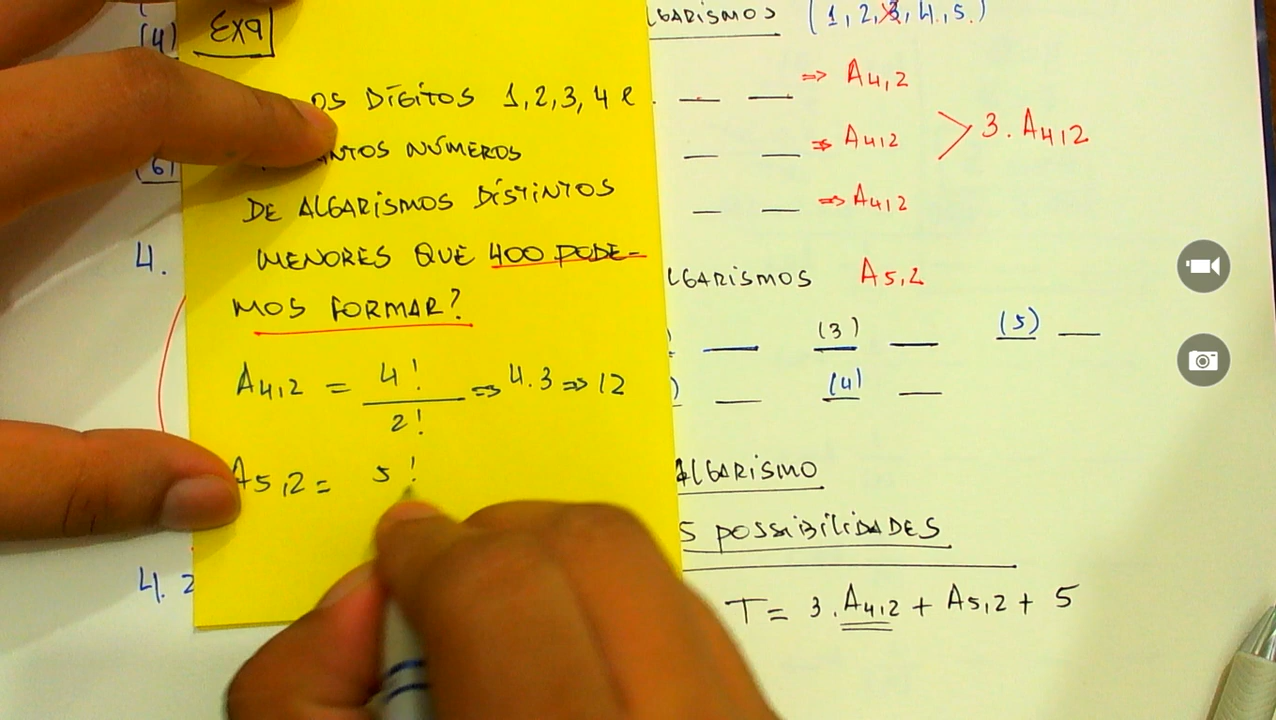 EX9
OS DÍGITOS 1, 2, 3, 4 e
NTOS NÚMEROS
DE ALGARISMOS DISTINTOS
MENORES QUE 400 PODE-
MOS FORMAR?
A4,2 = 4! / 2! => 4.3 => 12
A5,2 = 5!
(4)
(6)
4.
4. 2
LGARISMOS (1, 2, 3, 4, 5.)
=> A4,2
=> A4,2 > 3. A4,2
=> A4,2
LGARISMOS A5,2
(3) (5)
) (4)
ALGARISMO
5 POSSIBILIDADES
T = 3. A4,2 + A5,2 + 5